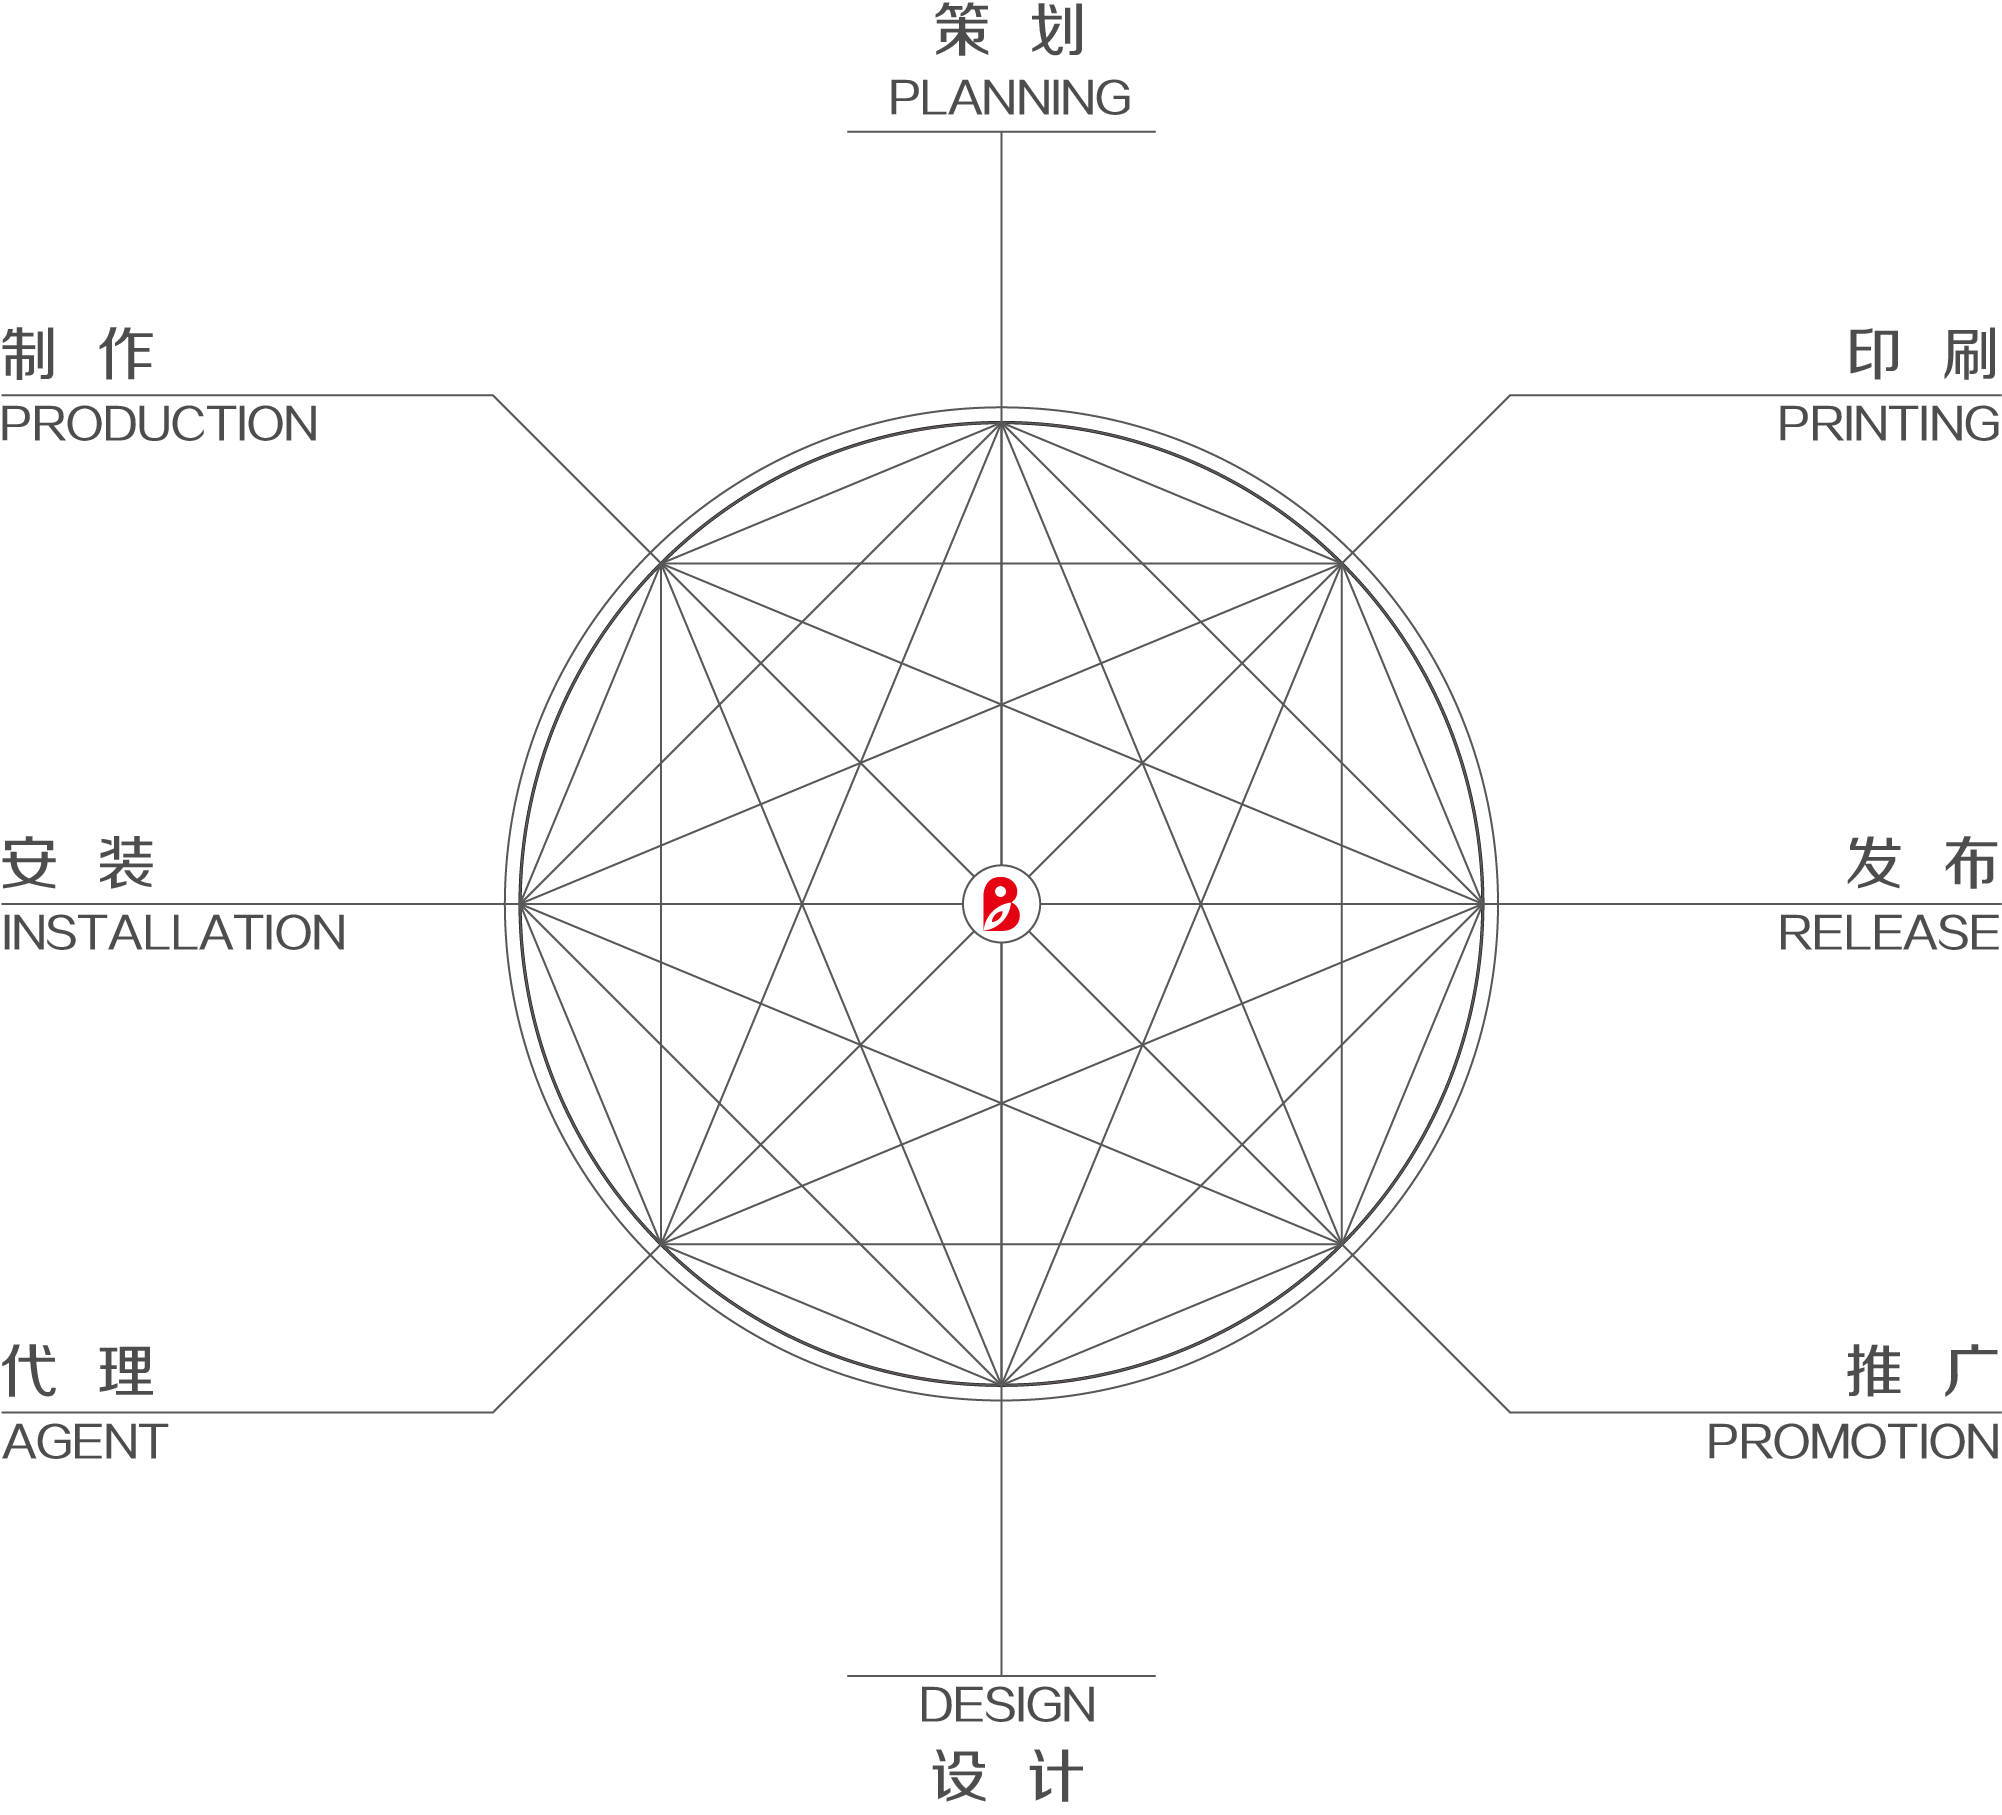 策 划
PLANNING
制 作
PRODUCTION
印 刷
PRINTING
安 装
INSTALLATION
发 布
RELEASE
代 理
AGENT
推 广
PROMOTION
DESIGN
设 计